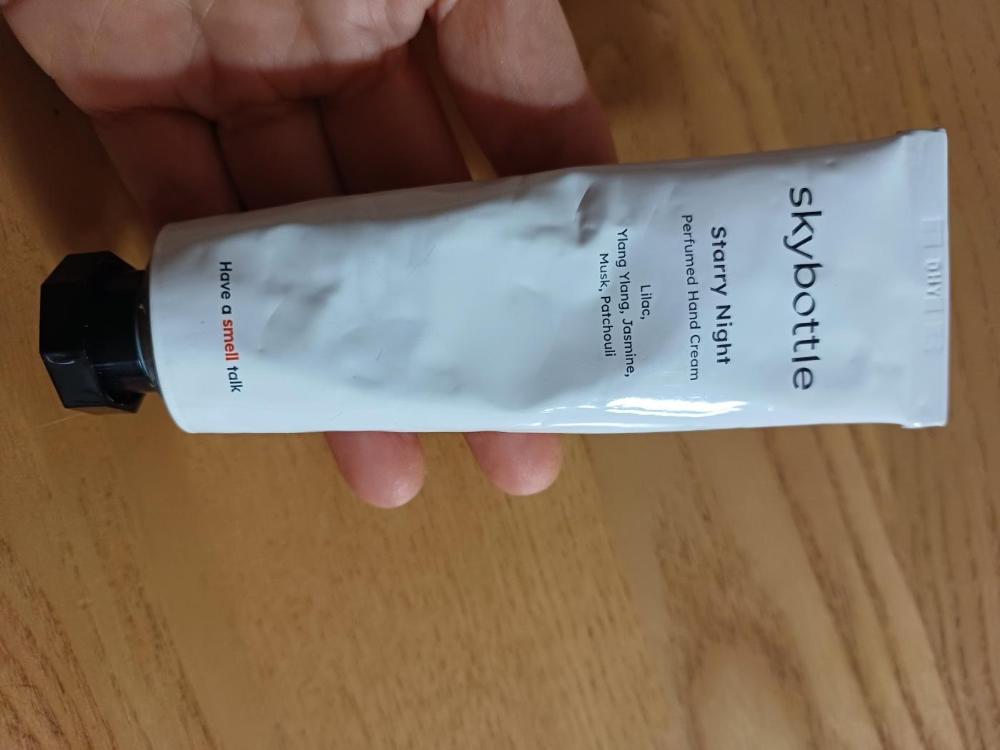 skybottle
Starry Night
Perfumed Hand Cream
Lilac,
Ylang Ylang, Jasmine,
Musk, Patchouli
Have a smell talk